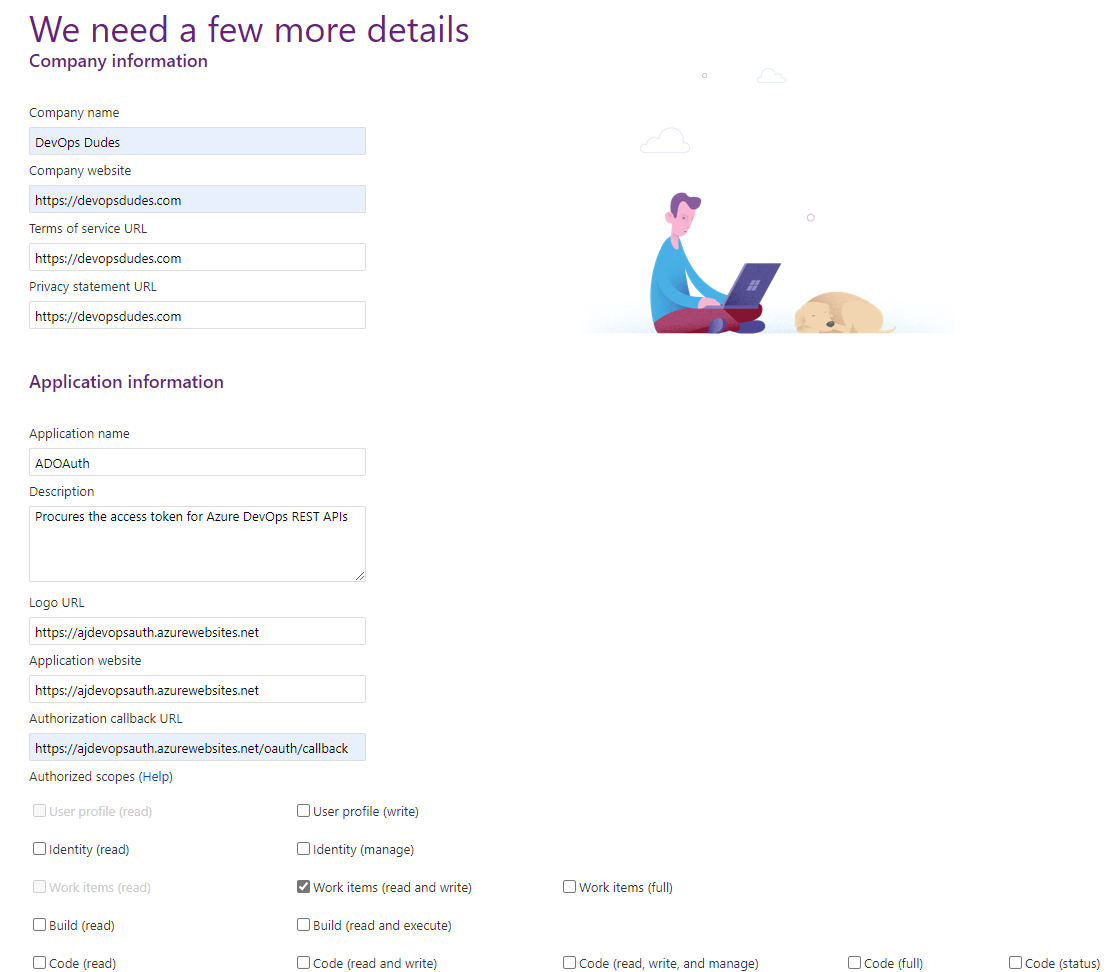 We need a few more details
Company information
Company name
DevOps Dudes
Company website
https://devopsdudes.com
Terms of service URL
https://devopsdudes.com
Privacy statement URL
https://devopsdudes.com
Application information
Application name
ADOAuth
Description
Procures the access token for Azure DevOps REST APIs
Logo URL
https://ajdevopsauth.azurewebsites.net
Application website
https://ajdevopsauth.azurewebsites.net
Authorization callback URL
https://ajdevopsauth.azurewebsites.net/oauth/callback
Authorized scopes (Help)
User profile (read) User profile (write)
Identity (read) Identity (manage)
Work items (read) Work items (read and write) Work items (full)
Build (read) Build (read and execute)
Code (read) Code (read and write) Code (read, write, and manage) Code (full) Code (status)